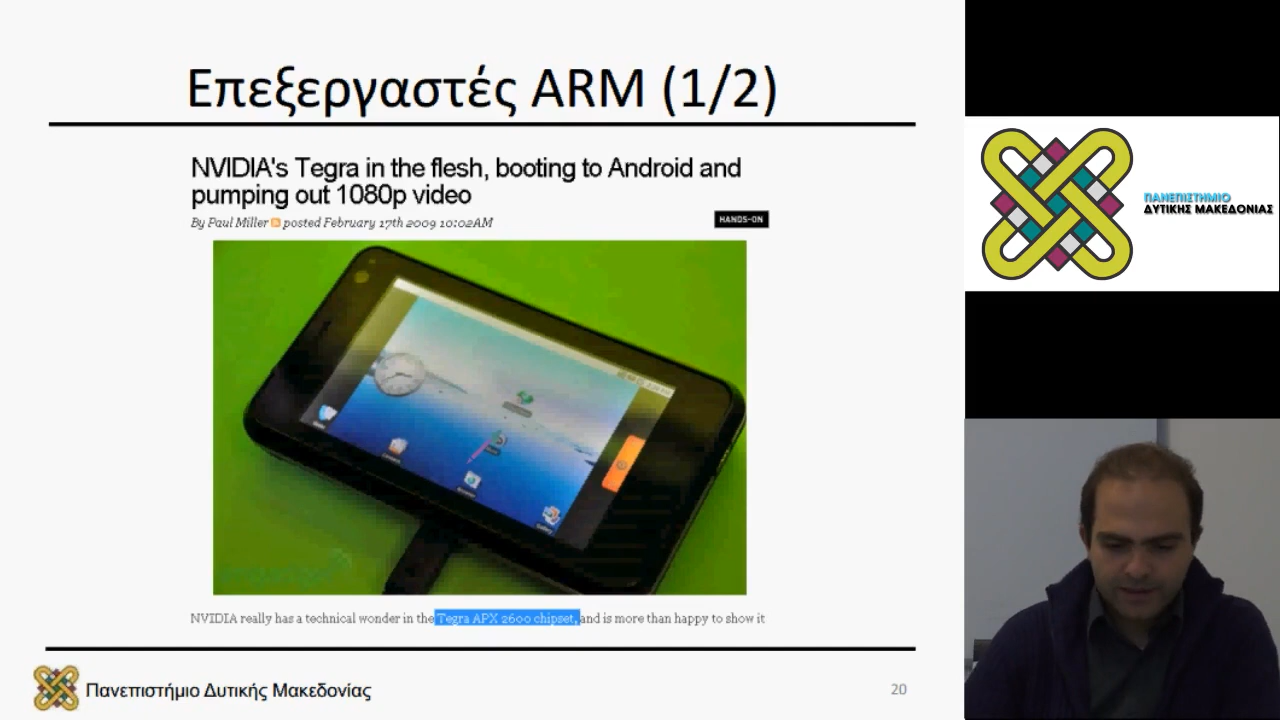 Επεξεργαστές ARM (1/2)
NVIDIA's Tegra in the flesh, booting to Android and
pumping out 1080p video
By Paul Miller posted February 17th 2009 10:02AM
HANDS-ON
NVIDIA really has a technical wonder in the Tegra APX 2600 chipset, and is more than happy to show it
Πανεπιστήμιο Δυτικής Μακεδονίας
20
ΠΑΝΕΠΙΣΤΗΜΙΟ
ΔΥΤΙΚΗΣ ΜΑΚΕΔΟΝΙΑΣ